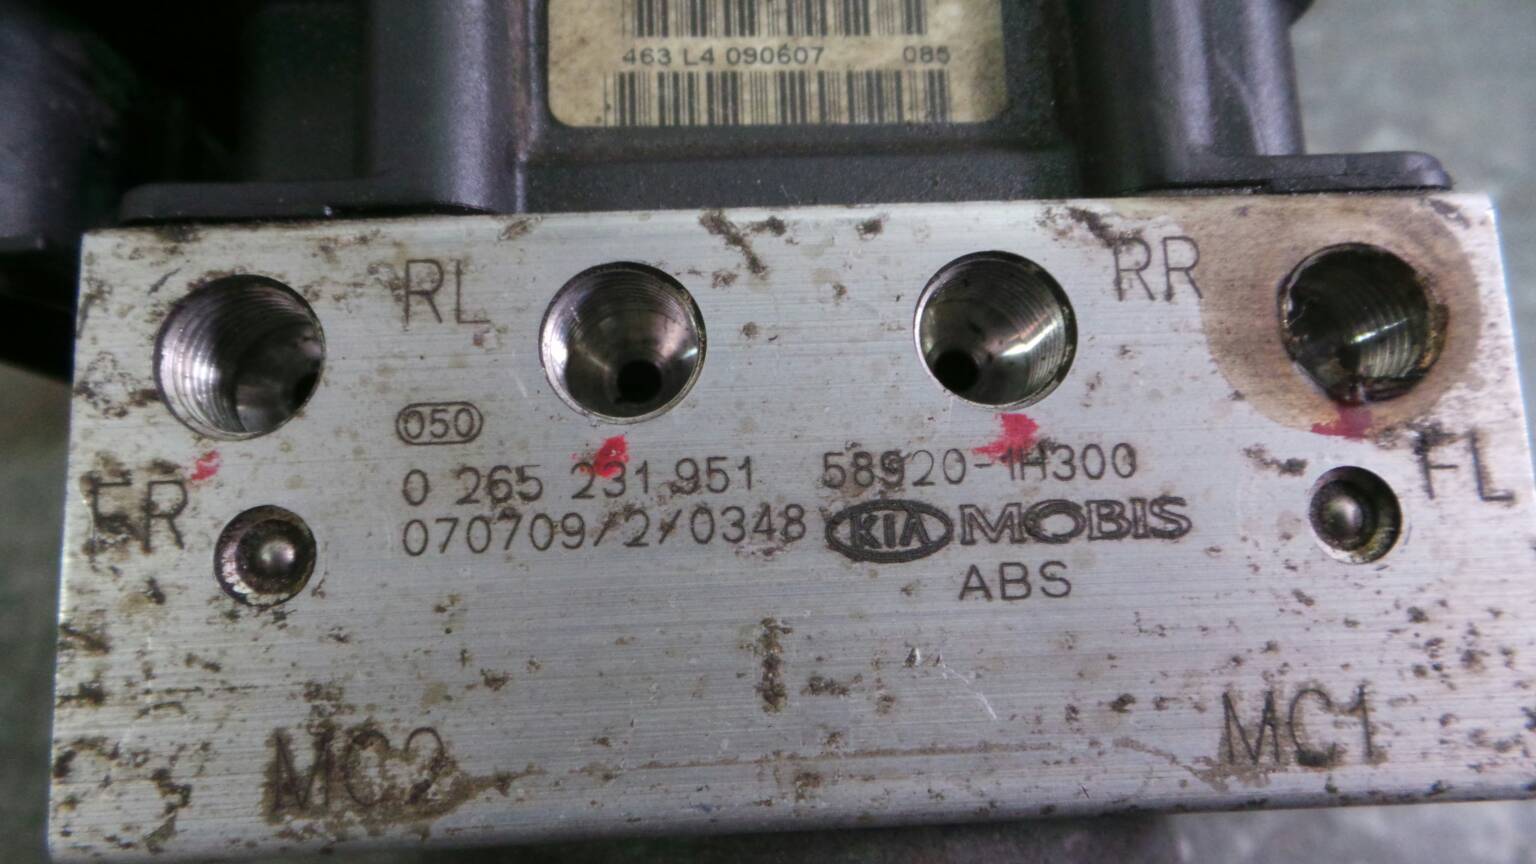 463 L4 090607 085
RL RR
050
0 265 231 951 58920-1H300
FR FL
070709/2/0348 KIA MOBIS
ABS
MC2 MC1